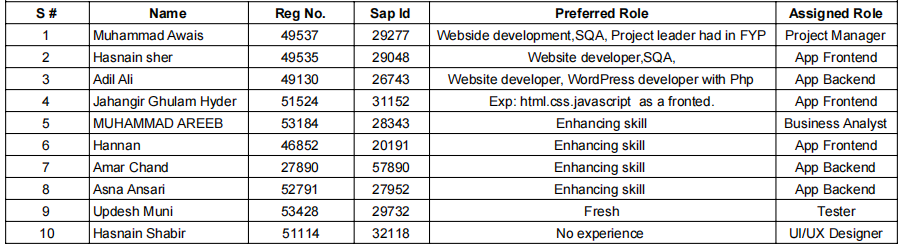 S # Name Reg No. Sap Id Preferred Role Assigned Role
1 Muhammad Awais 49537 29277 Webside development,SQA, Project leader had in FYP Project Manager
2 Hasnain sher 49535 29048 Website developer,SQA, App Frontend
3 Adil Ali 49130 26743 Website developer, WordPress developer with Php App Backend
4 Jahangir Ghulam Hyder 51524 31152 Exp: html.css.javascript as a fronted. App Frontend
5 MUHAMMAD AREEB 53184 28343 Enhancing skill Business Analyst
6 Hannan 46852 20191 Enhancing skill App Frontend
7 Amar Chand 27890 57890 Enhancing skill App Backend
8 Asna Ansari 52791 27952 Enhancing skill App Backend
9 Updesh Muni 53428 29732 Fresh Tester
10 Hasnain Shabir 51114 32118 No experience UI/UX Designer